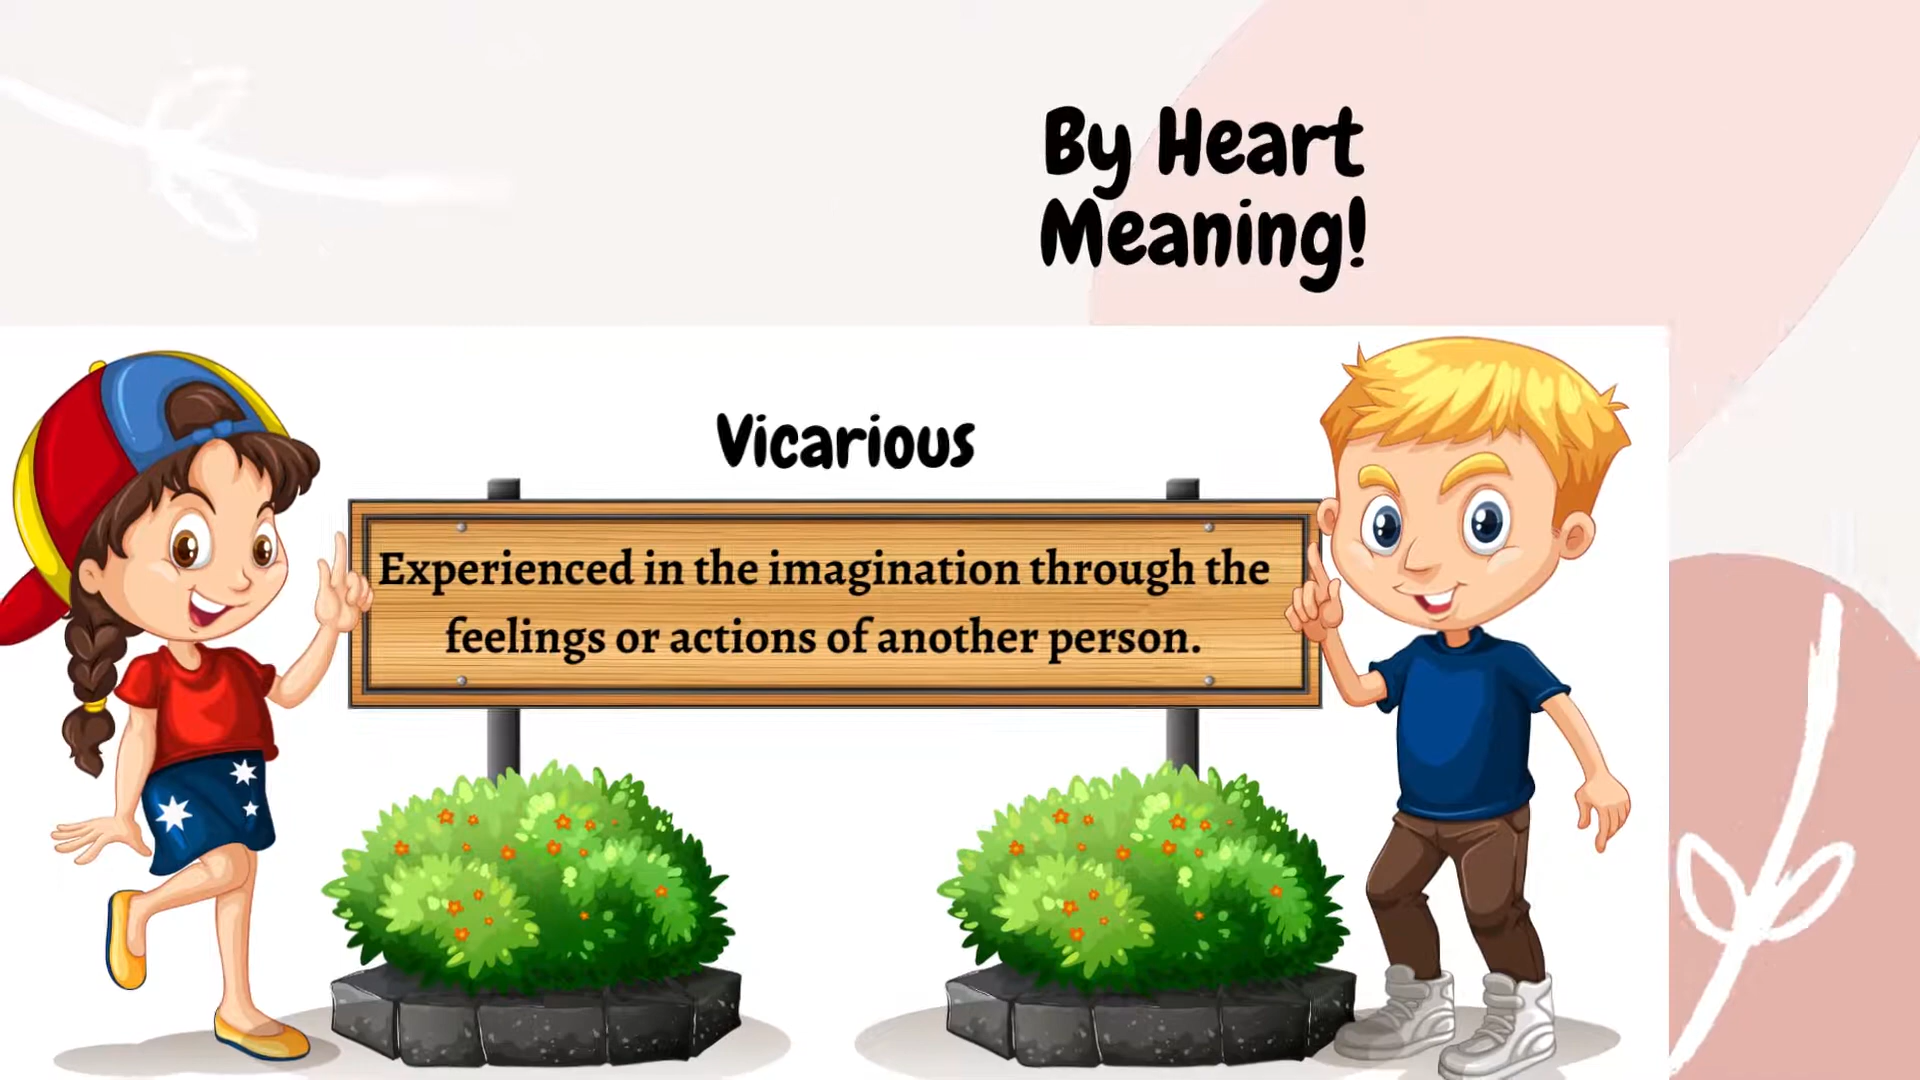 By Heart
Meaning!
Vicarious
Experienced in the imagination through the
feelings or actions of another person.